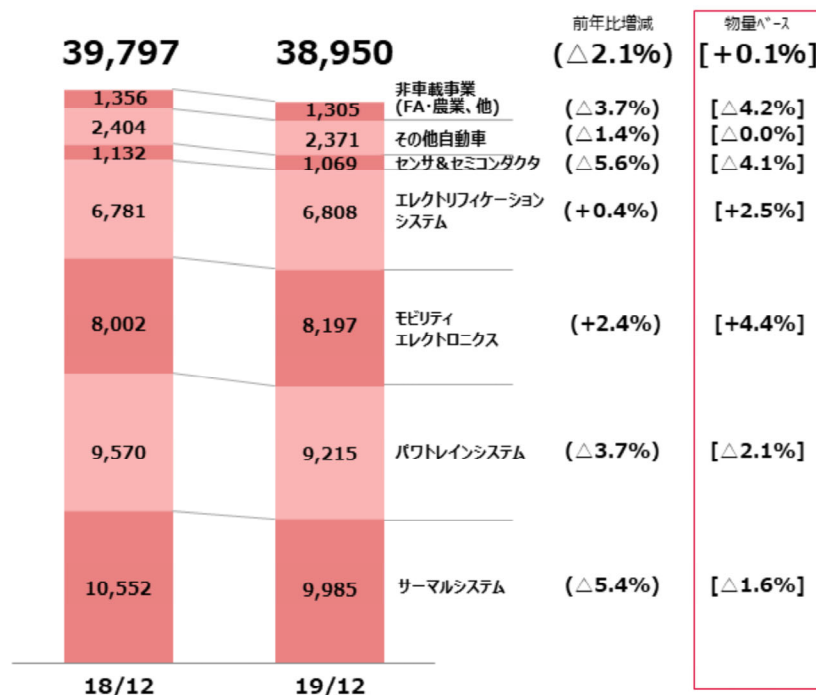 前年比増減 物量ベース
39,797 38,950 (△2.1%) [+0.1%]
1,356 1,305 非車載事業
(FA・農業、他) (△3.7%) [△4.2%]
2,404 2,371 その他自動車 (△1.4%) [△0.0%]
1,132 1,069 センサ&セミコンダクタ (△5.6%) [△4.1%]
6,781 6,808 エレクトリフィケーション
システム (+0.4%) [+2.5%]
8,002 8,197 モビリティ
エレクトロニクス (+2.4%) [+4.4%]
9,570 9,215 パワトレインシステム (△3.7%) [△2.1%]
10,552 9,985 サーマルシステム (△5.4%) [△1.6%]
18/12 19/12